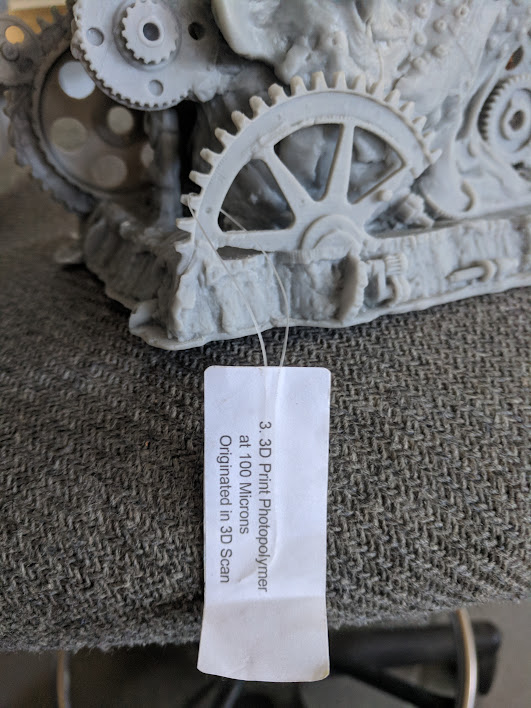 3. 3D Print Photopolymer
at 100 Microns
Originated in 3D Scan